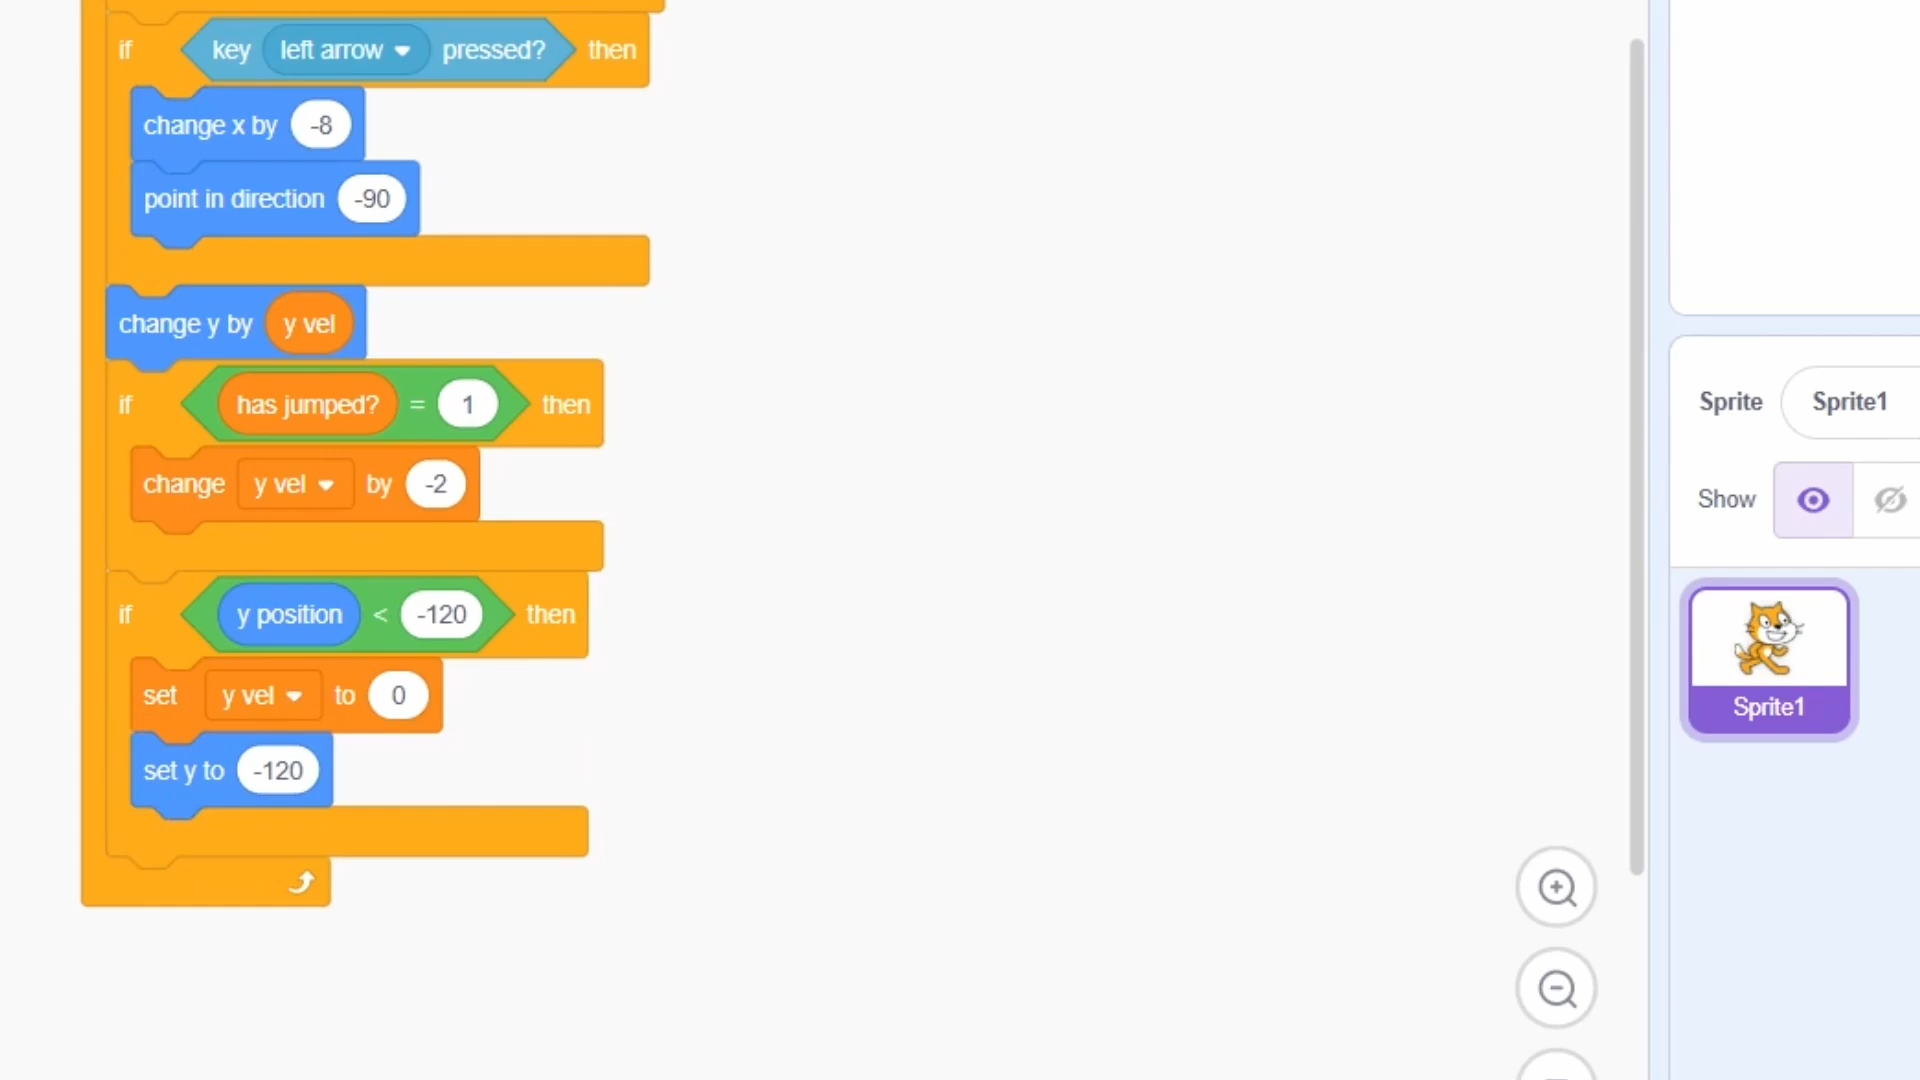 if key left arrow pressed? then
change x by -8
point in direction -90
change y by y vel
if has jumped? = 1 then
change y vel by -2
if y position < -120 then
set y vel to 0
set y to -120
Sprite Sprite1
Show
Sprite1